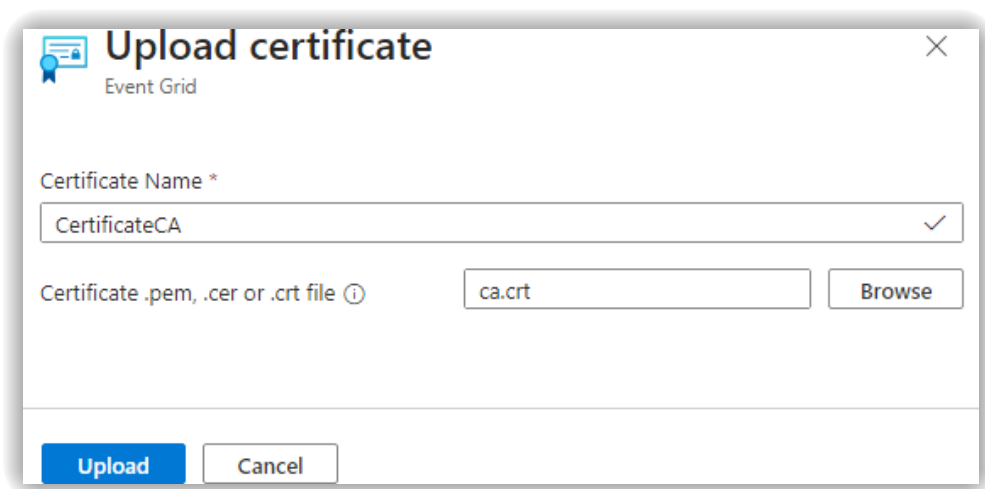 Upload certificate
Event Grid
Certificate Name *
CertificateCA
Certificate .pem, .cer or .crt file
ca.crt
Browse
Upload
Cancel